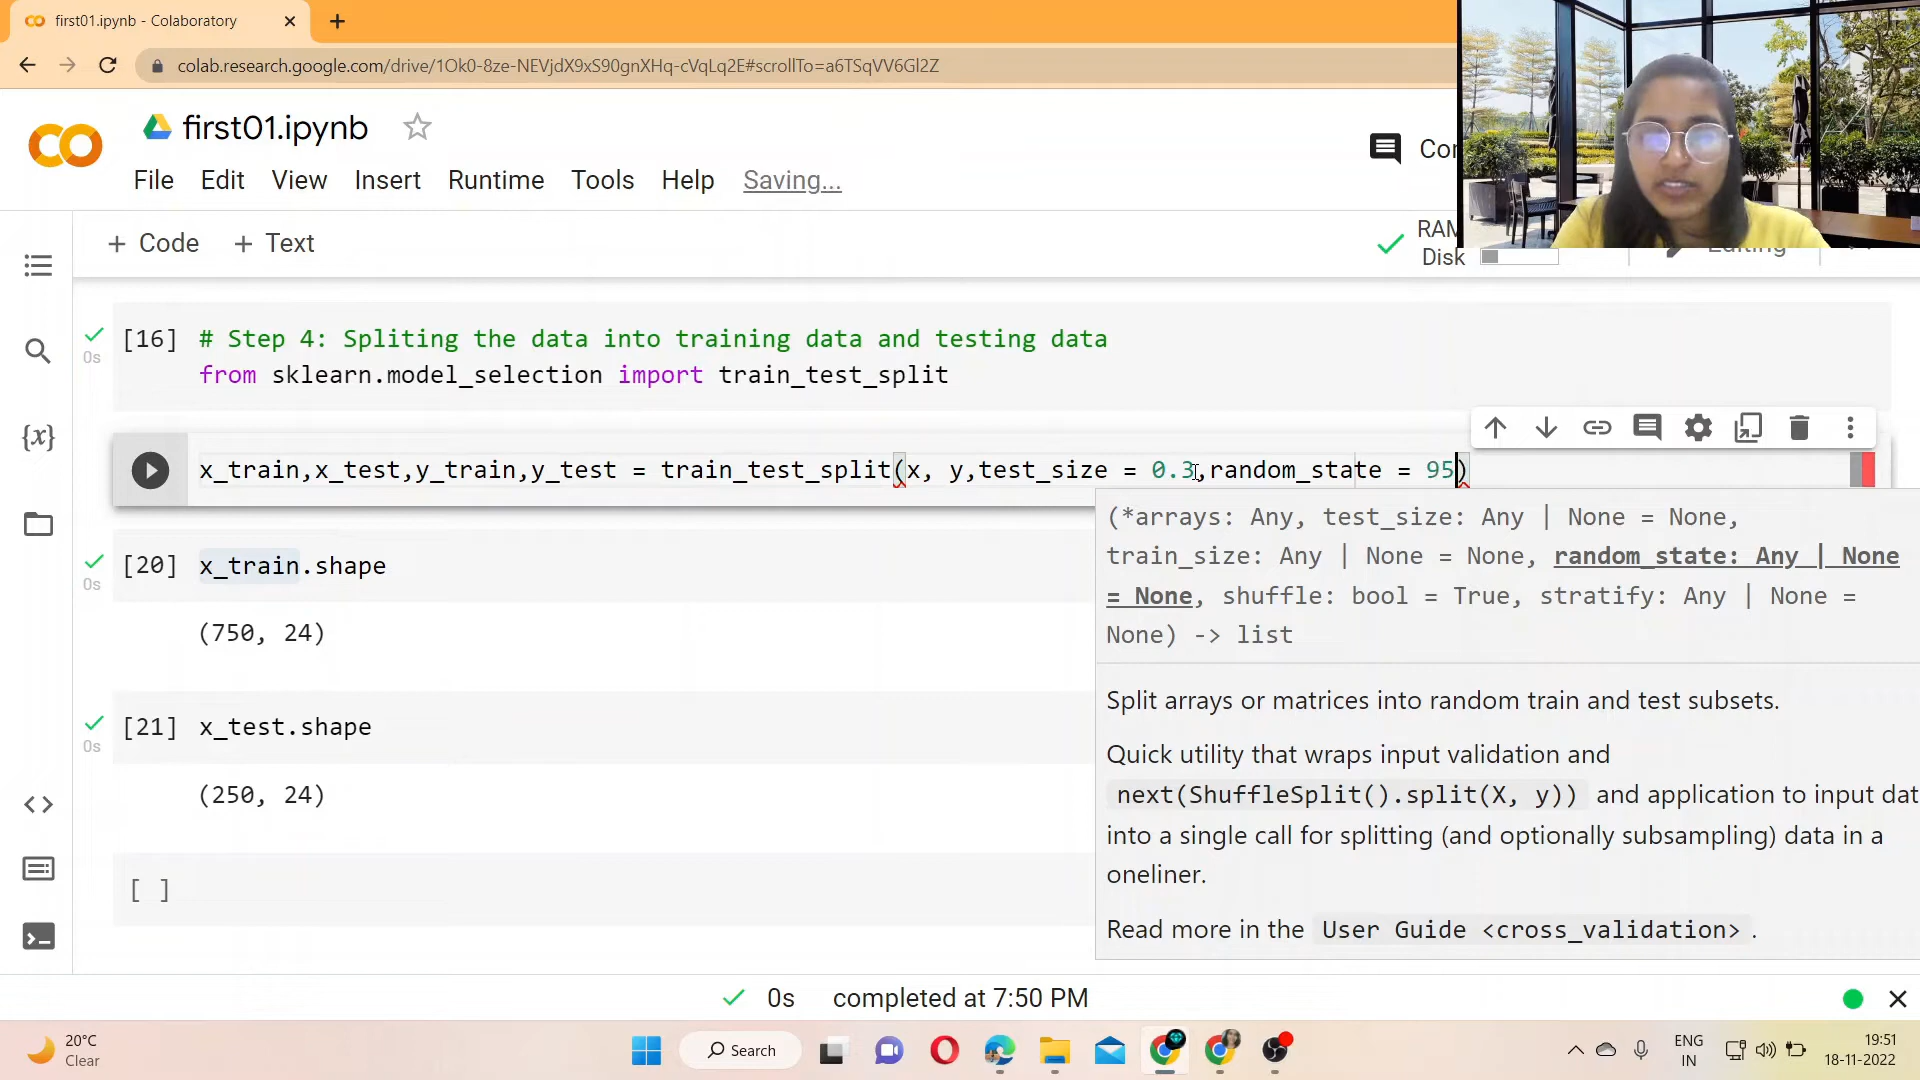 first01.ipynb - Colaboratory
colab.research.google.com/drive/1Ok0-8ze-NEVjdX9xS90gnXHq-cVqLq2E#scrollTo=a6TSqVV6Gl2Z
first01.ipynb
File Edit View Insert Runtime Tools Help Saving...
+ Code + Text
RAM
Disk
Editing
[16] # Step 4: Spliting the data into training data and testing data
0s
from sklearn.model_selection import train_test_split
x_train,x_test,y_train,y_test = train_test_split(x, y,test_size = 0.3,random_state = 95)
(*arrays: Any, test_size: Any | None = None,
train_size: Any | None = None, random_state: Any | None
= None, shuffle: bool = True, stratify: Any | None =
None) -> list
Split arrays or matrices into random train and test subsets.
Quick utility that wraps input validation and
next(ShuffleSplit().split(X, y)) and application to input dat
into a single call for splitting (and optionally subsampling) data in a
oneliner.
Read more in the User Guide <cross_validation> .
[20] x_train.shape
0s
(750, 24)
[21] x_test.shape
0s
(250, 24)
[ ]
0s completed at 7:50 PM
20°C
Clear
Search
ENG
IN
19:51
18-11-2022